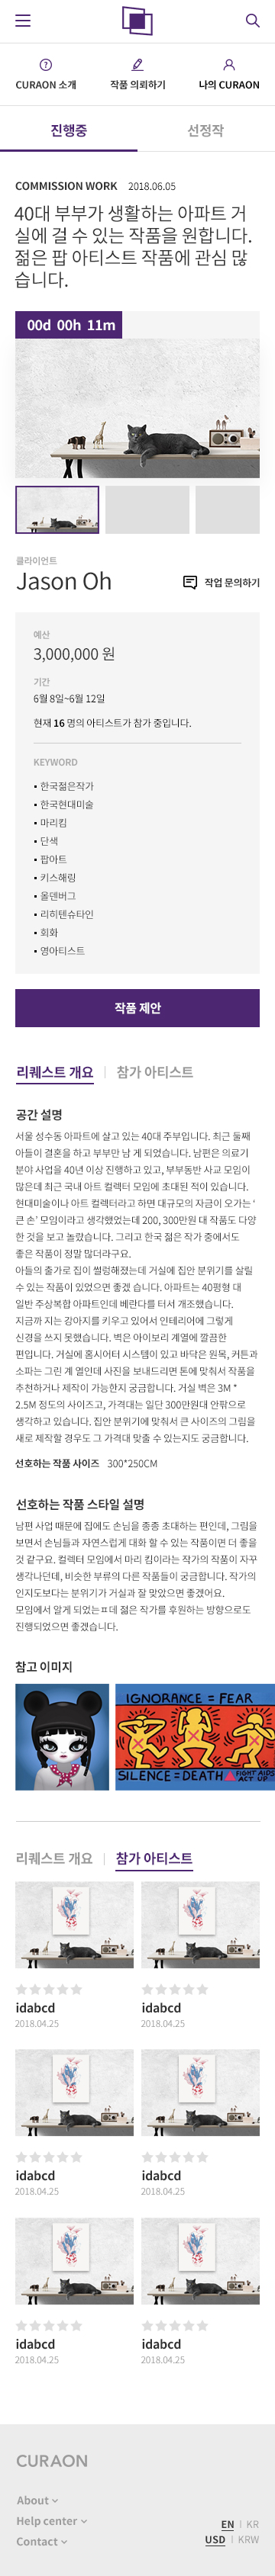 CURAON 소개
작품 의뢰하기
나의 CURAON
진행중
선정작
COMMISSION WORK 2018.06.05
40대 부부가 생활하는 아파트 거
실에 걸 수 있는 작품을 원합니다.
젊은 팝 아티스트 작품에 관심 많
습니다.
00d 00h 11m
클라이언트
Jason Oh
작업 문의하기
예산
3,000,000 원
기간
6월 8일~6월 12일
현재 16 명의 아티스트가 참가 중입니다.
KEYWORD
• 한국젊은작가
• 한국현대미술
• 마리킴
• 단색
• 팝아트
• 키스해링
• 올덴버그
• 리히텐슈타인
• 회화
• 영아티스트
작품 제안
리퀘스트 개요 | 참가 아티스트
공간 설명
서울 성수동 아파트에 살고 있는 40대 주부입니다. 최근 둘째
아들이 결혼을 하고 부부만 남 게 되었습니다. 남편은 의료기
분야 사업을 40년 이상 진행하고 있고, 부부동반 사교 모임이
많은데 최근 국내 아트 컬렉터 모임에 초대된 적이 있습니다.
현대미술이나 아트 컬렉터라고 하면 대규모의 자금이 오가는 ‘
큰 손’ 모임이라고 생각했었는데 200, 300만원 대 작품도 다양
한 것을 보고 놀랐습니다. 그리고 한국 젊은 작가 중에서도
좋은 작품이 정말 많더라구요.
아들의 출가로 집이 썰렁해졌는데 거실에 집안 분위기를 살릴
수 있는 작품이 있었으면 좋겠 습니다. 아파트는 40평형 대
일반 주상복합 아파트인데 베란다를 터서 개조했습니다.
지금까 지는 강아지를 키우고 있어서 인테리어에 그렇게
신경을 쓰지 못했습니다. 벽은 아이보리 계열에 깔끔한
편입니다. 거실에 홈시어터 시스템이 있고 바닥은 원목, 커튼과
소파는 그린 계 열인데 사진을 보내드리면 톤에 맞춰서 작품을
추천하거나 제작이 가능한지 궁금합니다. 거실 벽은 3M *
2.5M 정도의 사이즈고, 가격대는 일단 300만원대 안팎으로
생각하고 있습니다. 집안 분위기에 맞춰서 큰 사이즈의 그림을
새로 제작할 경우도 그 가격대 맞출 수 있는지도 궁금합니다.
선호하는 작품 사이즈 300*250CM
선호하는 작품 스타일 설명
남편 사업 때문에 집에도 손님을 종종 초대하는 편인데, 그림을
보면서 손님들과 자연스럽게 대화 할 수 있는 작품이면 더 좋을
것 같구요. 컬렉터 모임에서 마리 킴이라는 작가의 작품이 자꾸
생각나던데, 비슷한 부류의 다른 작품들이 궁금합니다. 작가의
인지도보다는 분위기가 거실과 잘 맞았으면 좋겠어요.
모임에서 알게 되었는ㅍ데 젊은 작가를 후원하는 방향으로도
진행되었으면 좋겠습니다.
참고 이미지
IGNORANCE = FEAR
SILENCE = DEATH FIGHT AIDS
ACT UP
리퀘스트 개요 | 참가 아티스트
idabcd idabcd
2018.04.25 2018.04.25
idabcd idabcd
2018.04.25 2018.04.25
idabcd idabcd
2018.04.25 2018.04.25
CURAON
About
Help center
Contact
EN | KR
USD | KRW